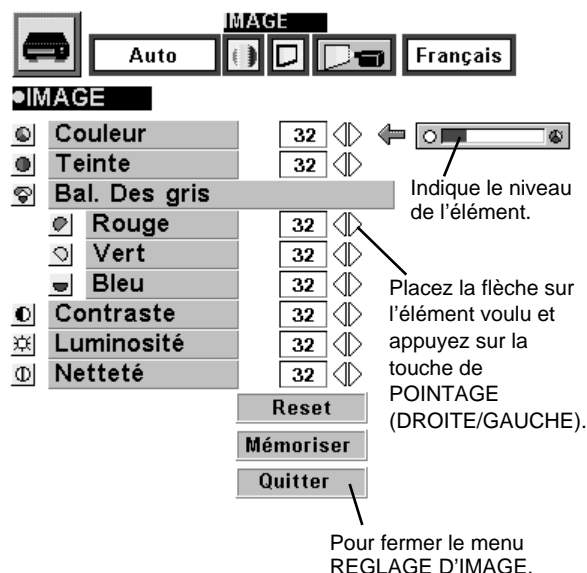 IMAGE
Auto
Français
●IMAGE
Couleur 32
Teinte 32
Indique le niveau
de l'élément.
Bal. Des gris
Rouge 32
Vert 32
Bleu 32
Placez la flèche sur
l'élément voulu et
appuyez sur la
touche de
POINTAGE
(DROITE/GAUCHE).
Contraste 32
Luminosité 32
Netteté 32
Reset
Mémoriser
Quitter
Pour fermer le menu
REGLAGE D'IMAGE.